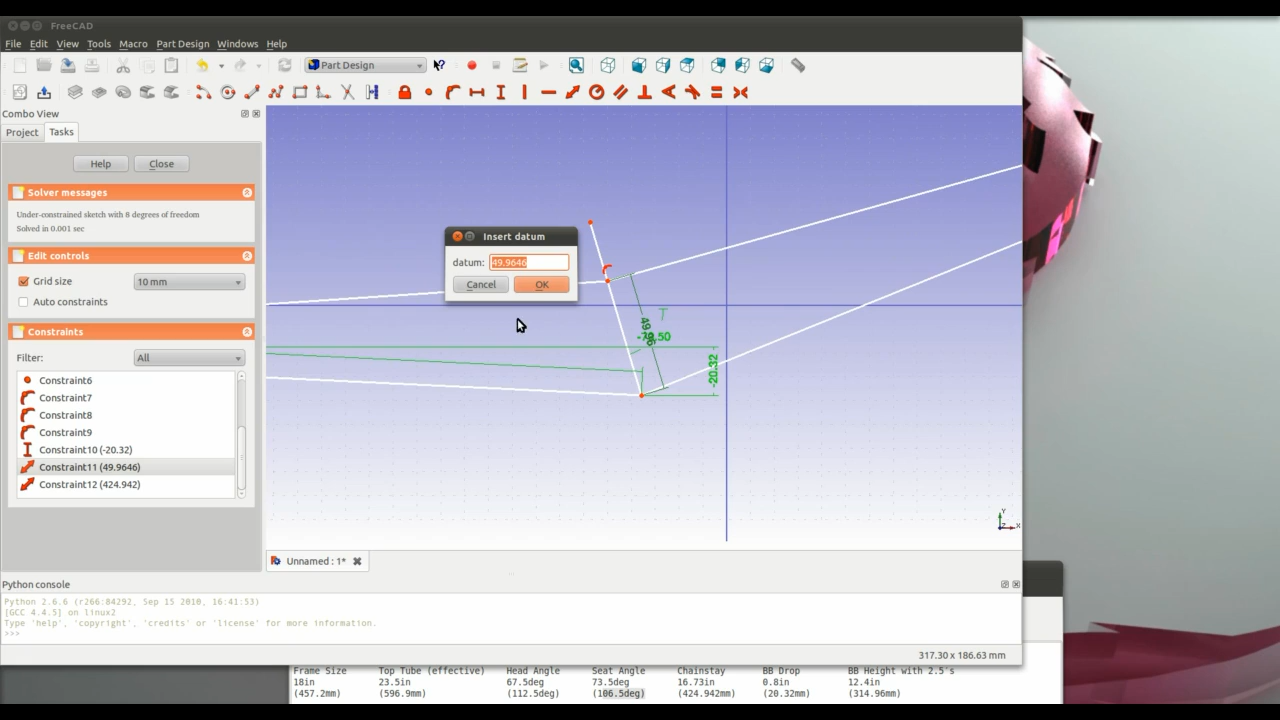 FreeCAD
File Edit View Tools Macro Part Design Windows Help
Part Design
Combo View
Project Tasks
Help Close
Solver messages
Under-constrained sketch with 8 degrees of freedom
Solved in 0.001 sec
Edit controls
Grid size 10 mm
Auto constraints
Constraints
Filter: All
Constraint6
Constraint7
Constraint8
Constraint9
Constraint10 (-20.32)
Constraint11 (49.9646)
Constraint12 (424.942)
Insert datum
datum: 49.9646
Cancel OK
-20.32
Y
Z X
Unnamed : 1*
Python console
Python 2.6.6 (r266:84292, Sep 15 2010, 16:41:53)
[GCC 4.4.5] on linux2
Type 'help', 'copyright', 'credits' or 'license' for more information.
>>>
317.30 x 186.63 mm
Frame Size Top Tube (effective) Head Angle Seat Angle Chainstay BB Drop BB Height with 2.5's
18in 23.5in 67.5deg 73.5deg 16.73in 0.8in 12.4in
(457.2mm) (596.9mm) (112.5deg) (106.5deg) (424.942mm) (20.32mm) (314.96mm)